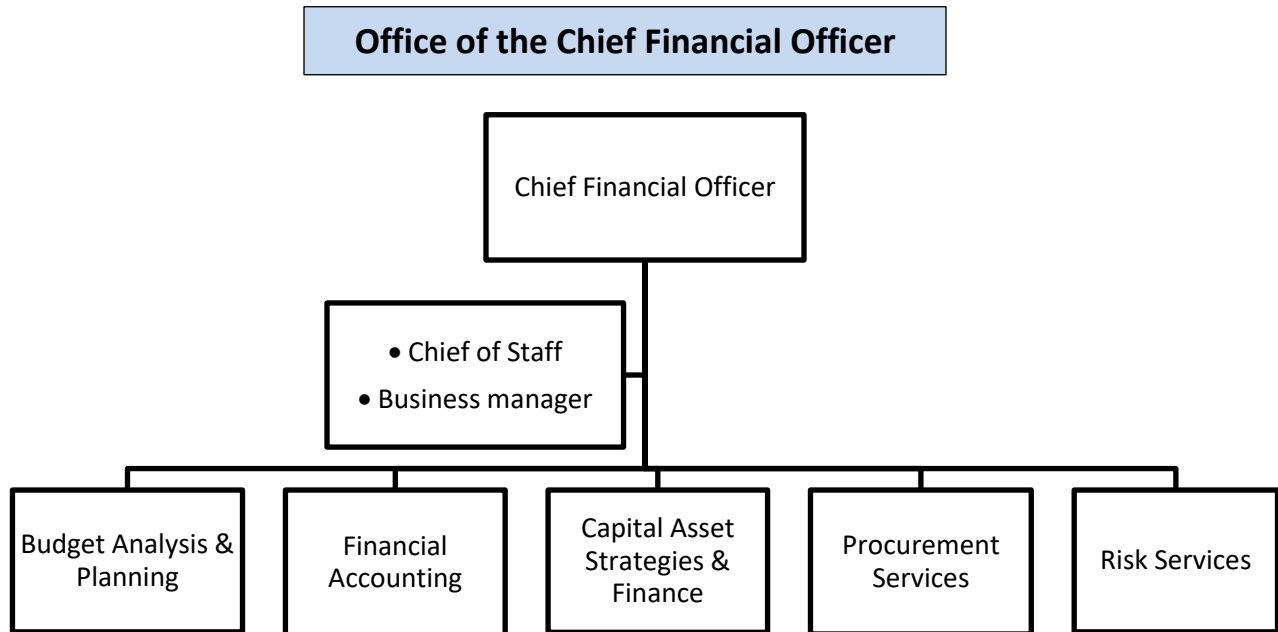 Office of the Chief Financial Officer
Chief Financial Officer
• Chief of Staff
• Business manager
Budget Analysis &
Planning
Financial
Accounting
Capital Asset
Strategies &
Finance
Procurement
Services
Risk Services